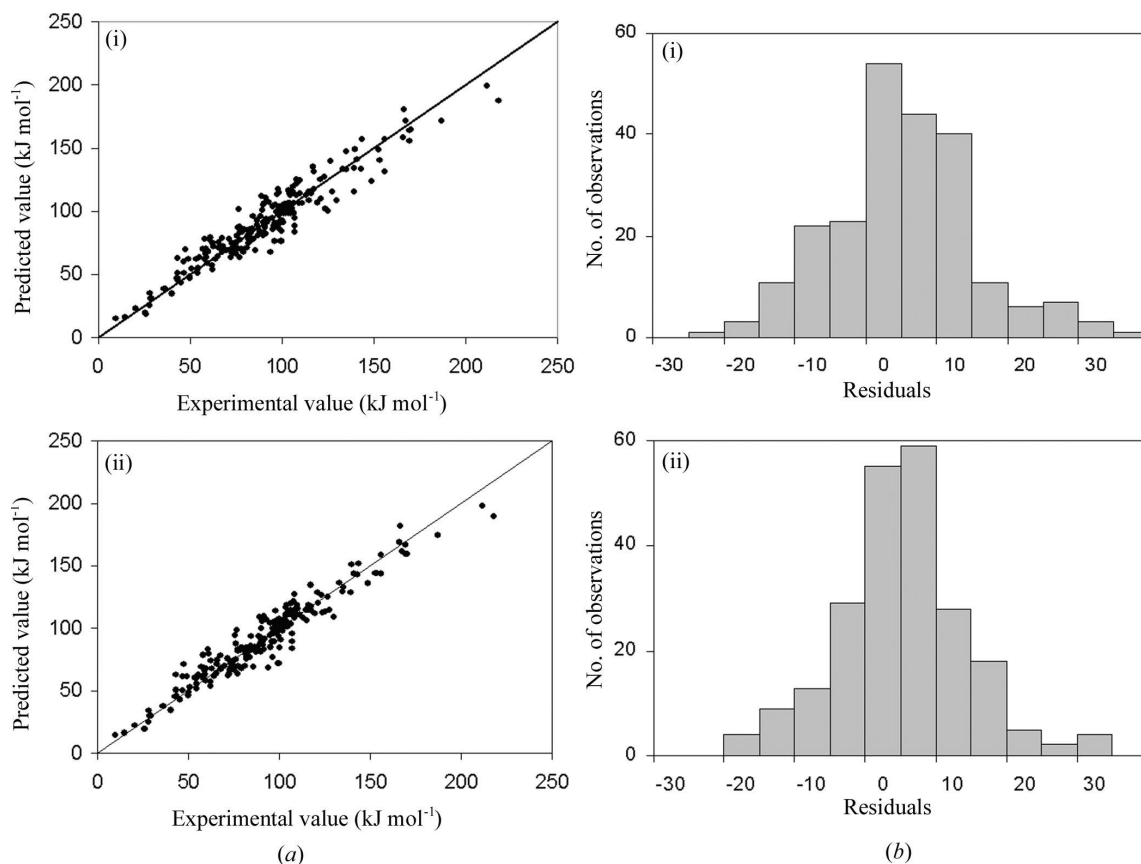 250
(i)
200
150
100
50
0
Predicted value (kJ mol-1)
0 50 100 150 200 250
Experimental value (kJ mol-1)
60
(i)
40
20
0
No. of observations
-30 -20 -10 0 10 20 30
Residuals
250
(ii)
200
150
100
50
0
Predicted value (kJ mol-1)
0 50 100 150 200 250
Experimental value (kJ mol-1)
(a)
60
(ii)
40
20
0
No. of observations
-30 -20 -10 0 10 20 30
Residuals
(b)